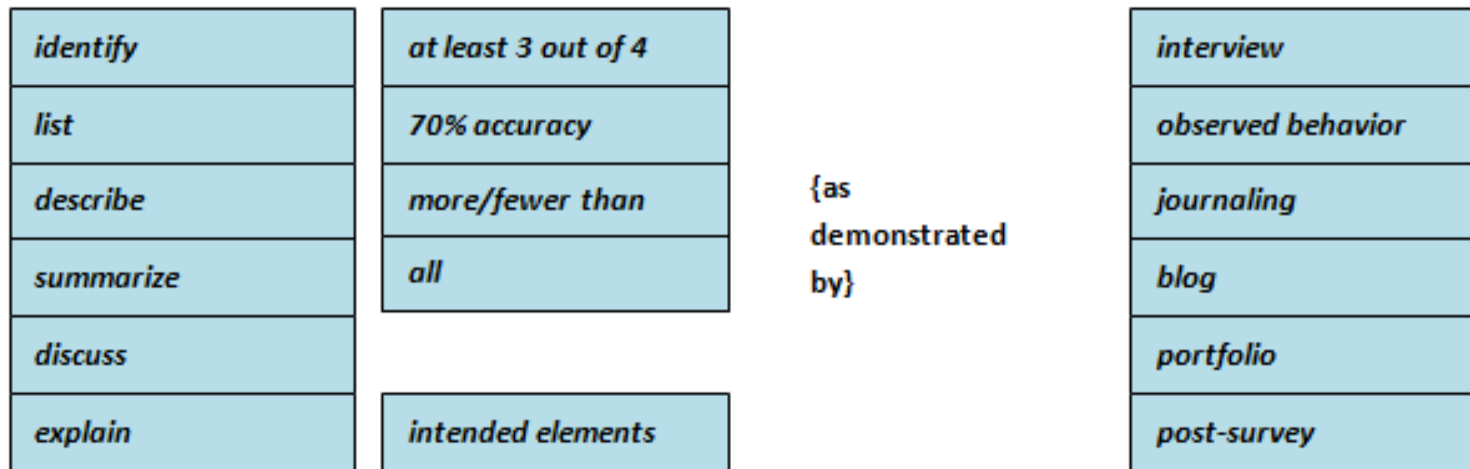 identify
list
describe
summarize
discuss
explain
at least 3 out of 4
70% accuracy
more/fewer than
all
intended elements
{as
demonstrated
by}
interview
observed behavior
journaling
blog
portfolio
post-survey